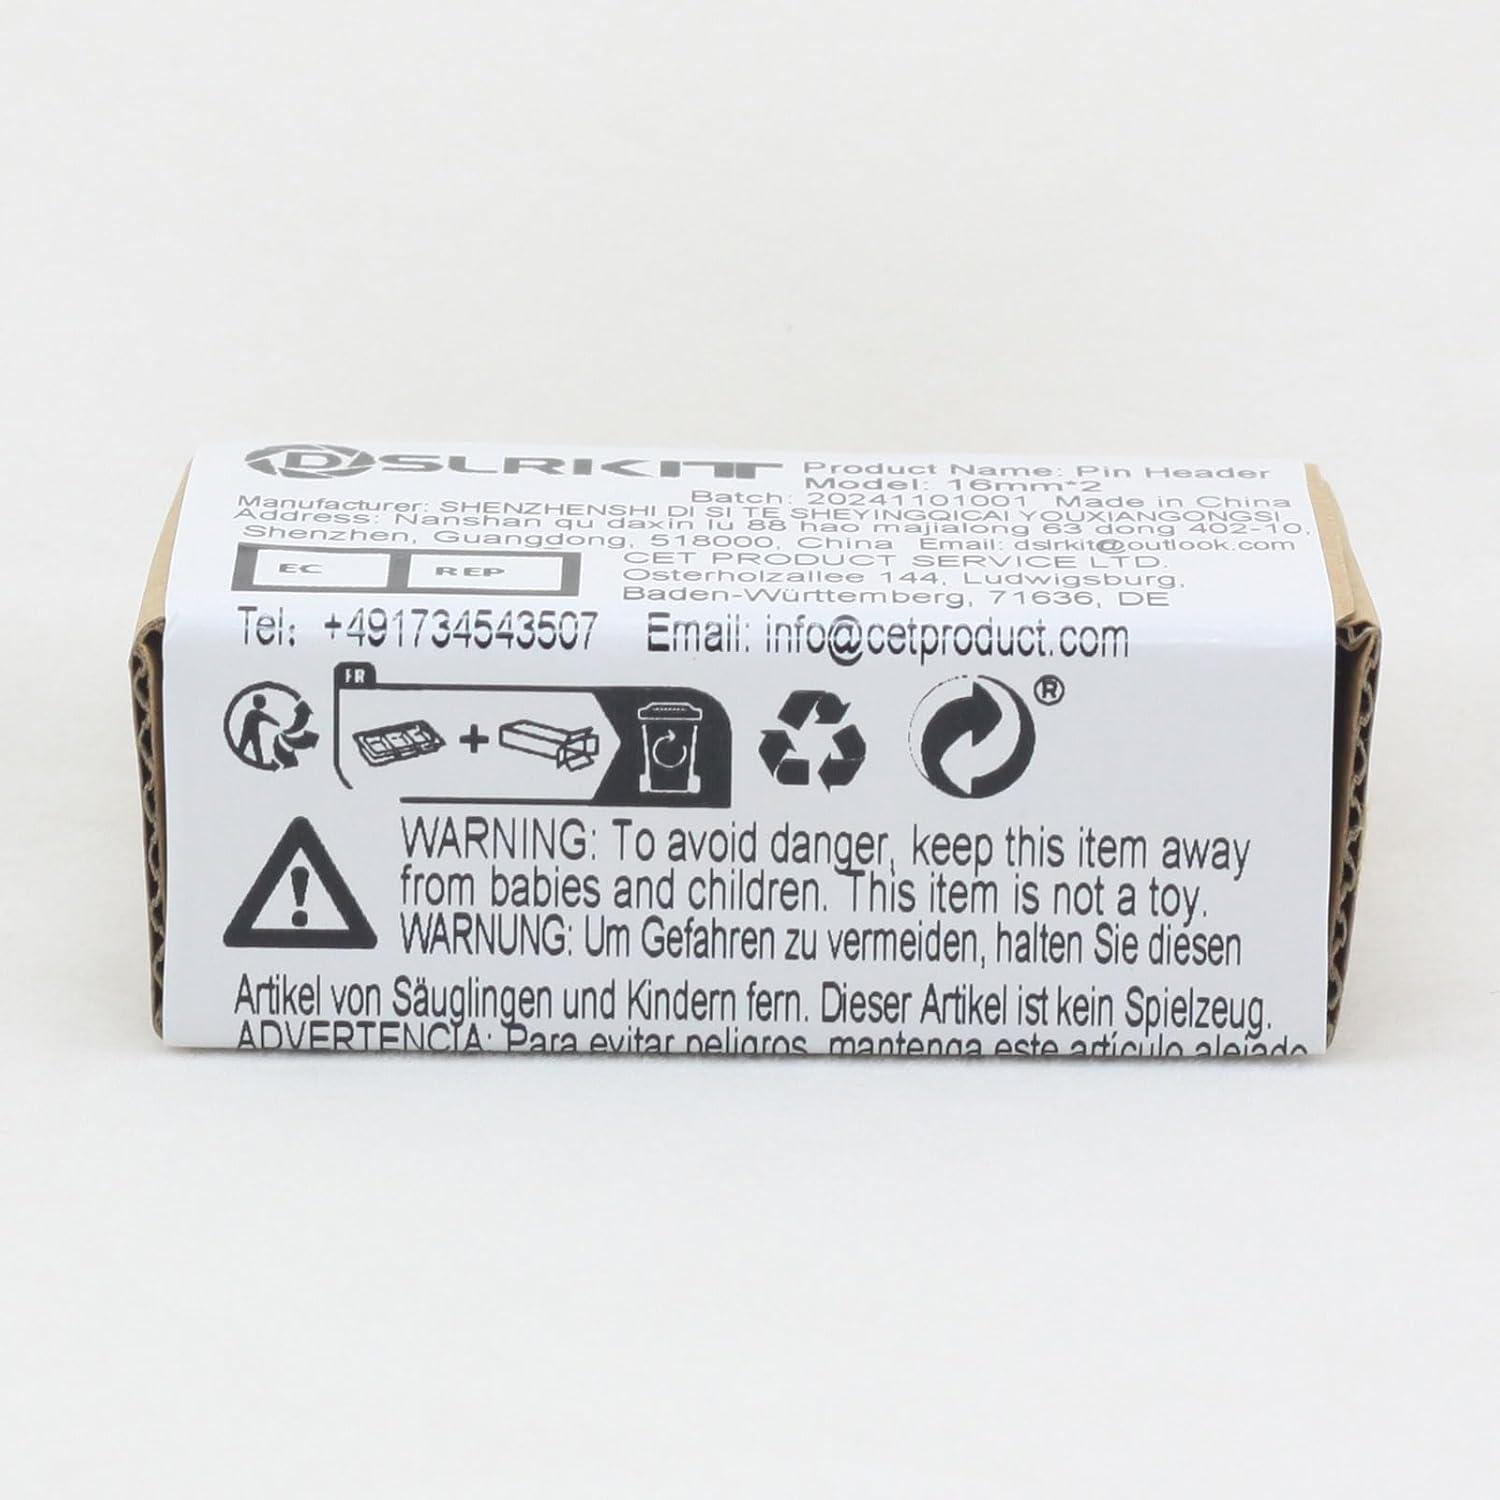 DSLRKIT Product Name: Pin Header
Model: 16mm*2
Batch: 20241101001 Made in China
Manufacturer: SHENZHENSHI DI SI TE SHEYINGQICAI YOUXIANGONGSI
Address: Nanshan qu daxin lu 88 hao majialong 63 dong 402-10,
Shenzhen, Guangdong, 518000, China Email: dslrkit@outlook.com
EC REP
CET PRODUCT SERVICE LTD.
Osterholzallee 144, Ludwigsburg,
Baden-Württemberg, 71636, DE
Tel: +491734543507 Email: info@cetproduct.com
FR
®
WARNING: To avoid danger, keep this item away
from babies and children. This item is not a toy.
WARNUNG: Um Gefahren zu vermeiden, halten Sie diesen
Artikel von Säuglingen und Kindern fern. Dieser Artikel ist kein Spielzeug.
ADVERTENCIA: Para evitar peligros, mantenga este artículo alejado